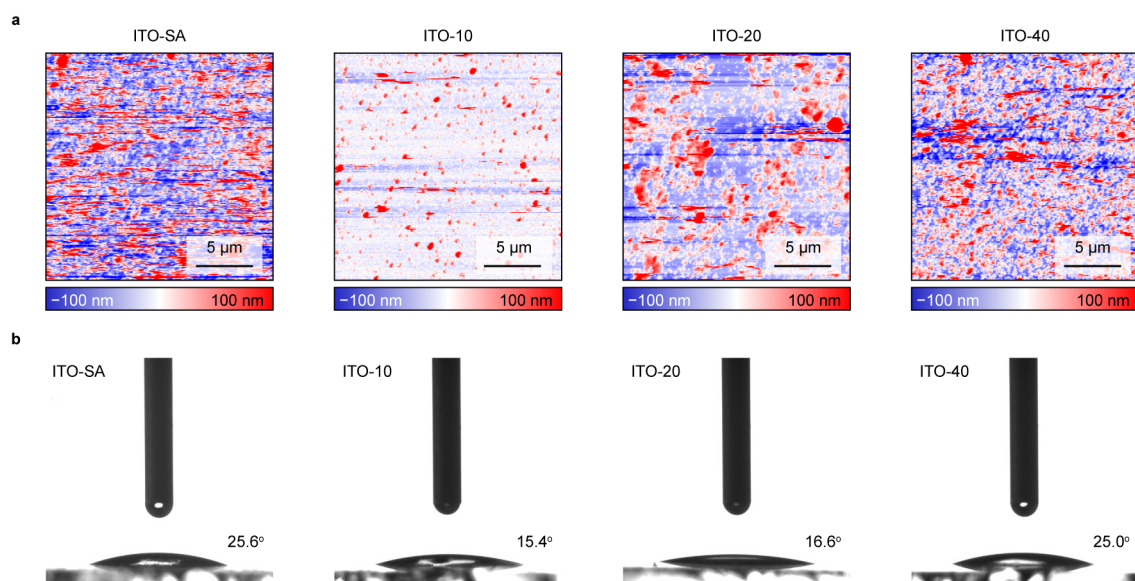 a
ITO-SA ITO-10 ITO-20 ITO-40
5 µm 5 µm 5 µm 5 µm
−100 nm 100 nm −100 nm 100 nm −100 nm 100 nm −100 nm 100 nm
b
ITO-SA ITO-10 ITO-20 ITO-40
25.6° 15.4° 16.6° 25.0°